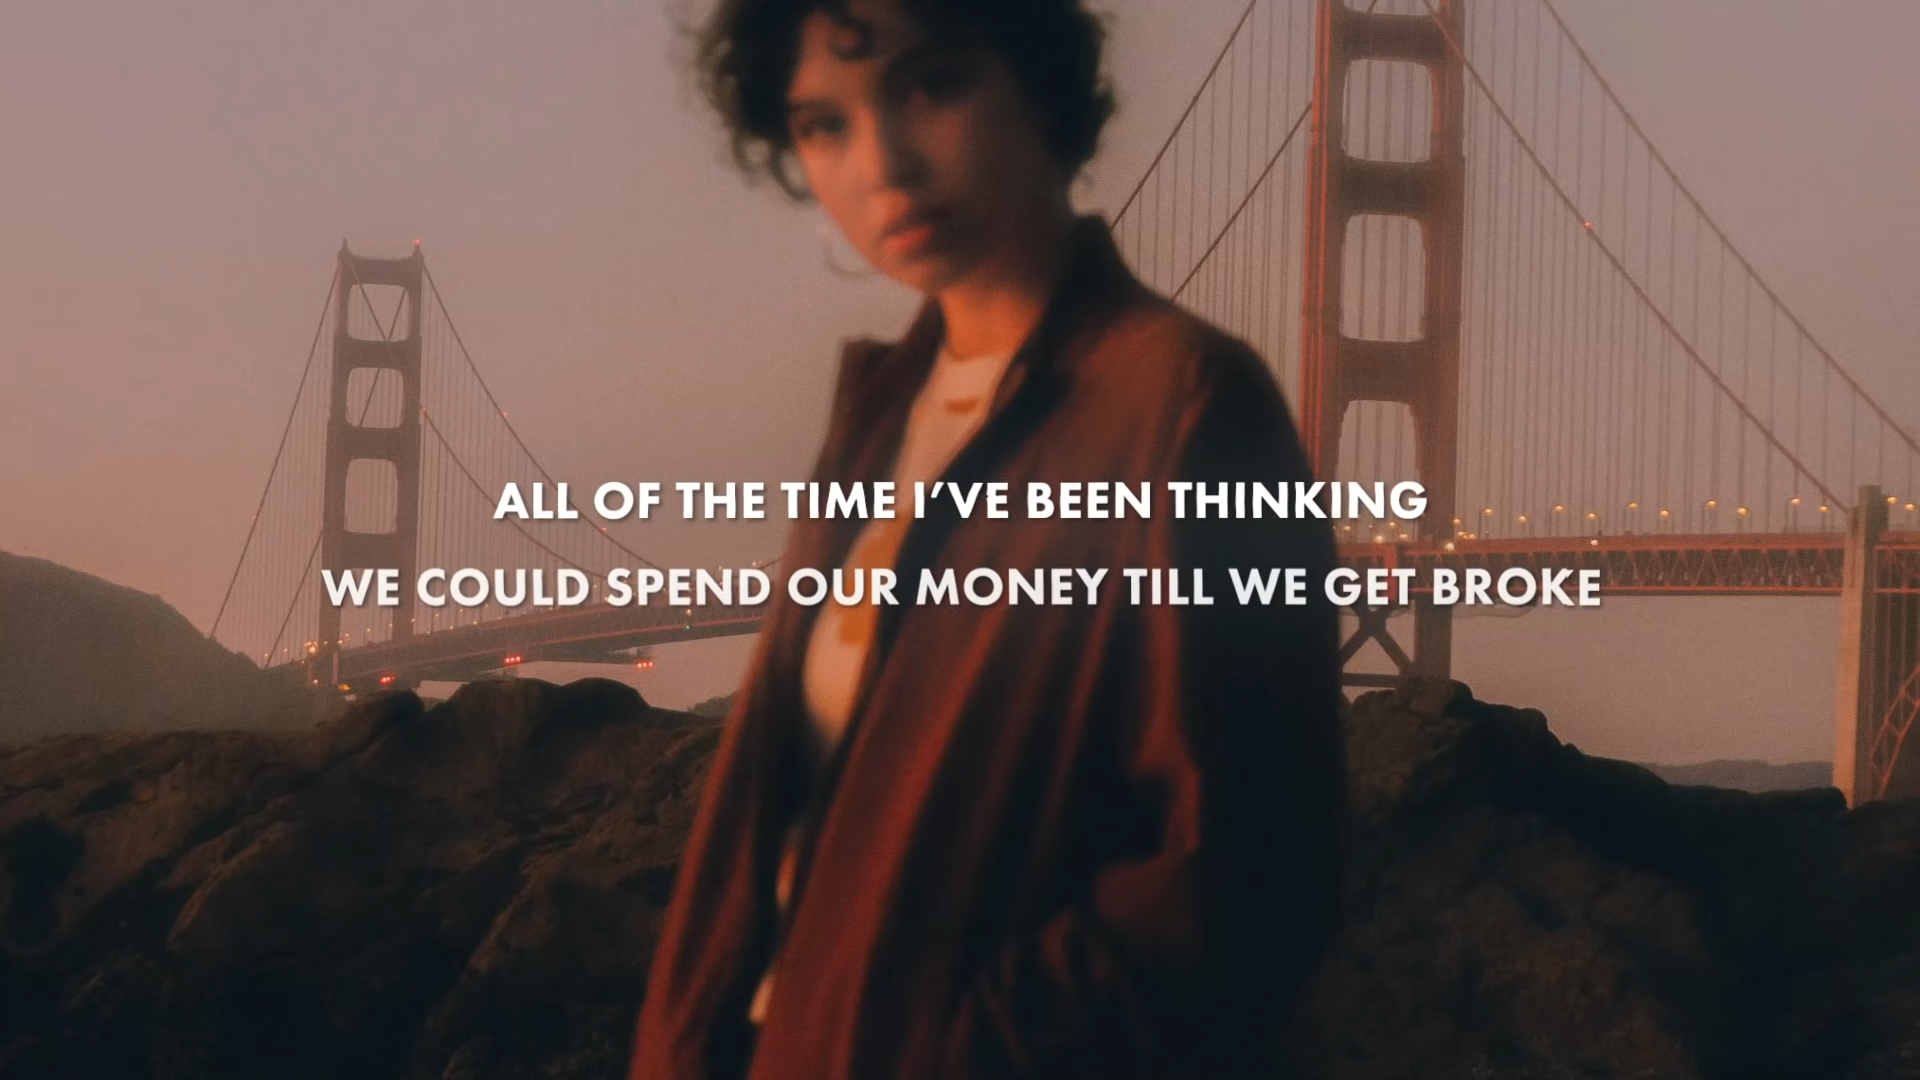 ALL OF THE TIME I'VE BEEN THINKING
WE COULD SPEND OUR MONEY TILL WE GET BROKE